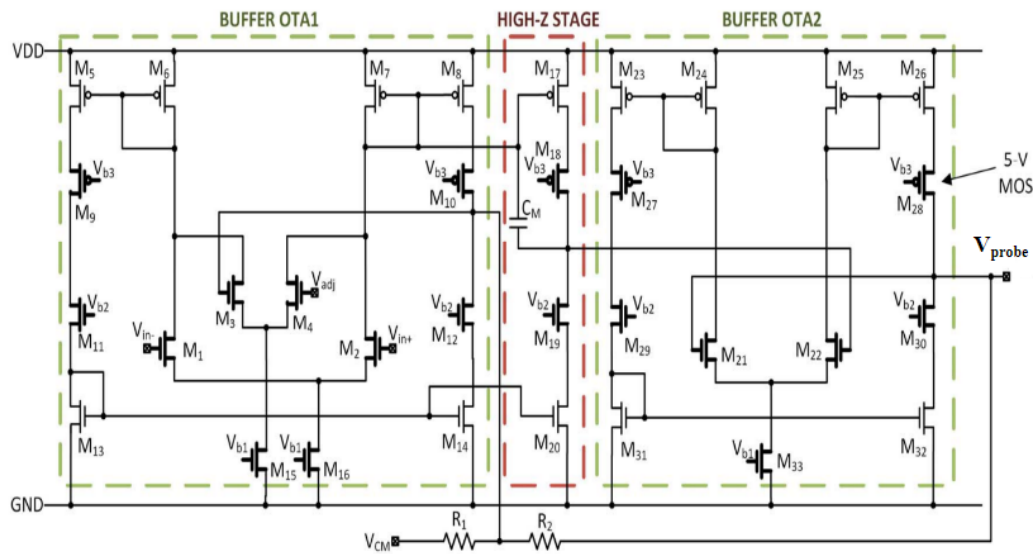 BUFFER OTA1 HIGH-Z STAGE BUFFER OTA2
VDD
M5 M6 M7 M8 M17 M23 M24 M25 M26
M18
Vb3 Vb3 Vb3 Vb3 Vb3
5-V
MOS
M9 M10 M27 M28
CM
Vprobe
Vadj
M3 M4
Vb2 Vb2 Vb2 Vb2 Vb2
Vin- Vin+
M11 M1 M2 M12 M19 M29 M21 M22 M30
M13 M14 M20 M31 M32
Vb1 Vb1 Vb1
M15 M16 M33
GND
VCM R1 R2